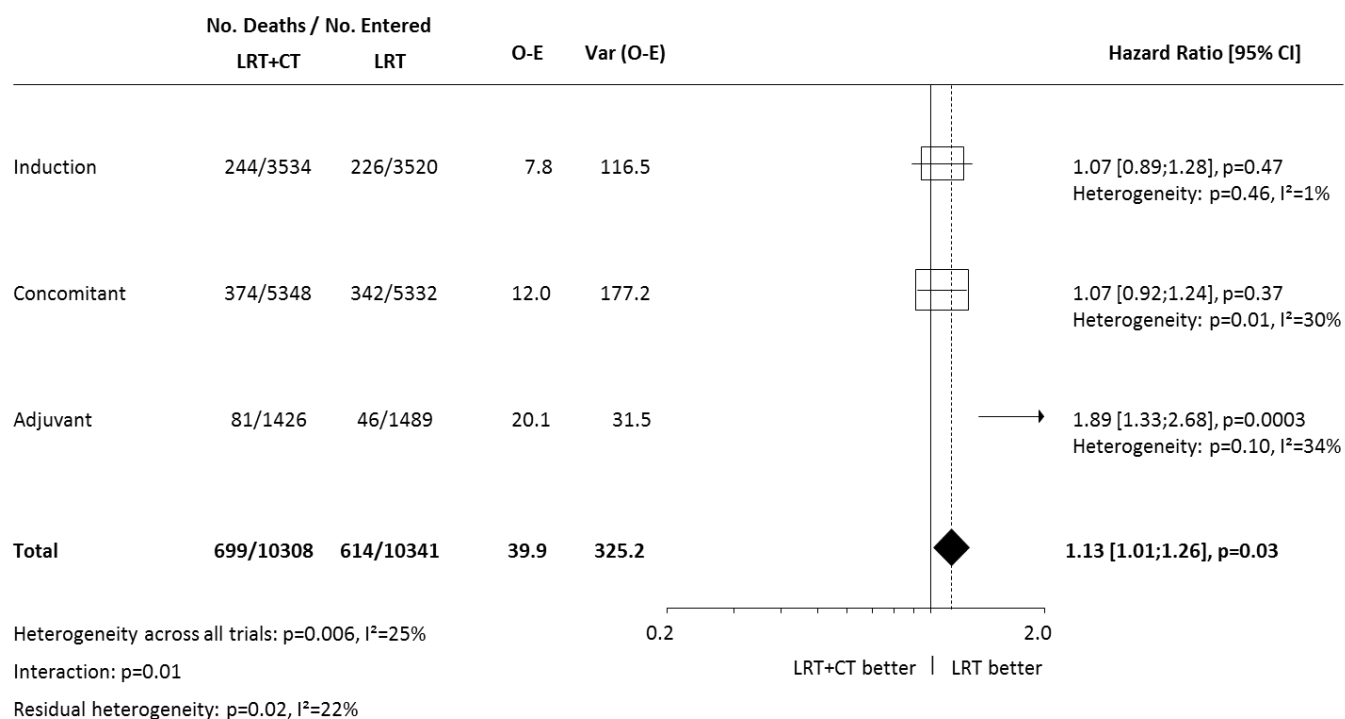 No. Deaths / No. Entered
LRT+CT LRT O-E Var (O-E) Hazard Ratio [95% CI]
Induction 244/3534 226/3520 7.8 116.5 1.07 [0.89;1.28], p=0.47
Heterogeneity: p=0.46, I²=1%
Concomitant 374/5348 342/5332 12.0 177.2 1.07 [0.92;1.24], p=0.37
Heterogeneity: p=0.01, I²=30%
Adjuvant 81/1426 46/1489 20.1 31.5 1.89 [1.33;2.68], p=0.0003
Heterogeneity: p=0.10, I²=34%
Total 699/10308 614/10341 39.9 325.2 1.13 [1.01;1.26], p=0.03
Heterogeneity across all trials: p=0.006, I²=25% 0.2 2.0
Interaction: p=0.01 LRT+CT better | LRT better
Residual heterogeneity: p=0.02, I²=22%